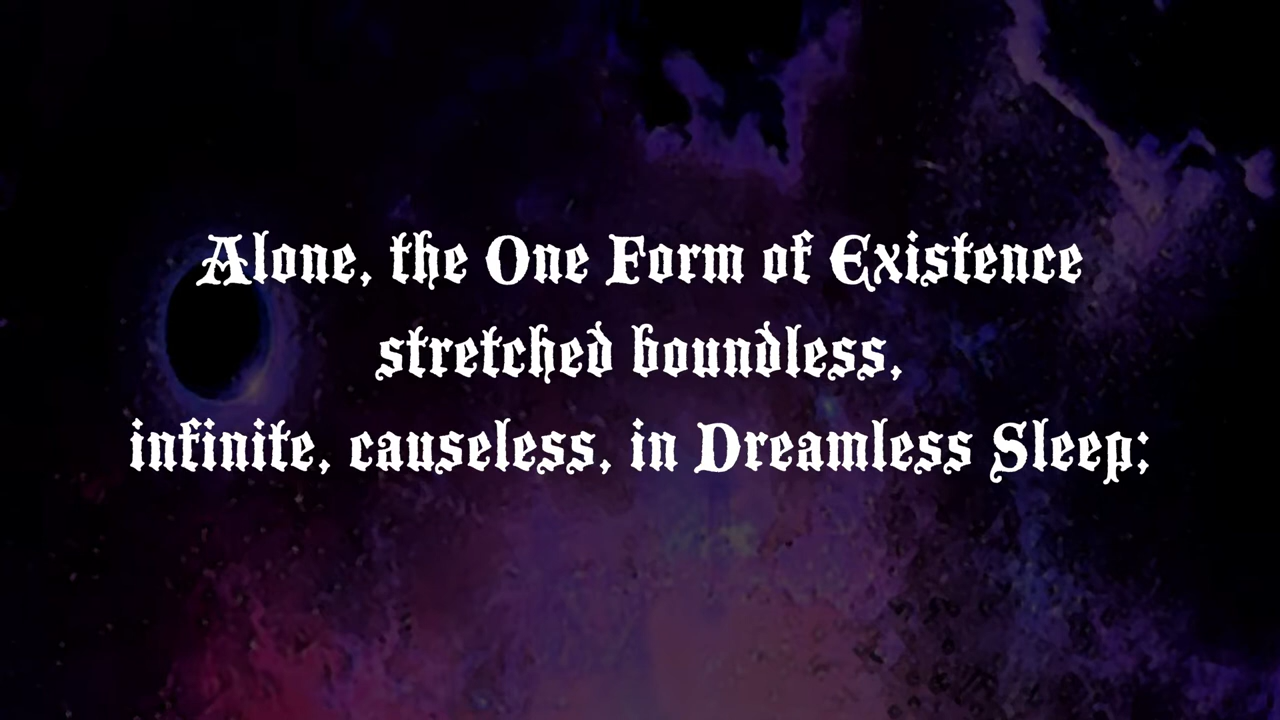 Alone, the One Form of Existence
stretched boundless,
infinite, causeless, in Dreamless Sleep;